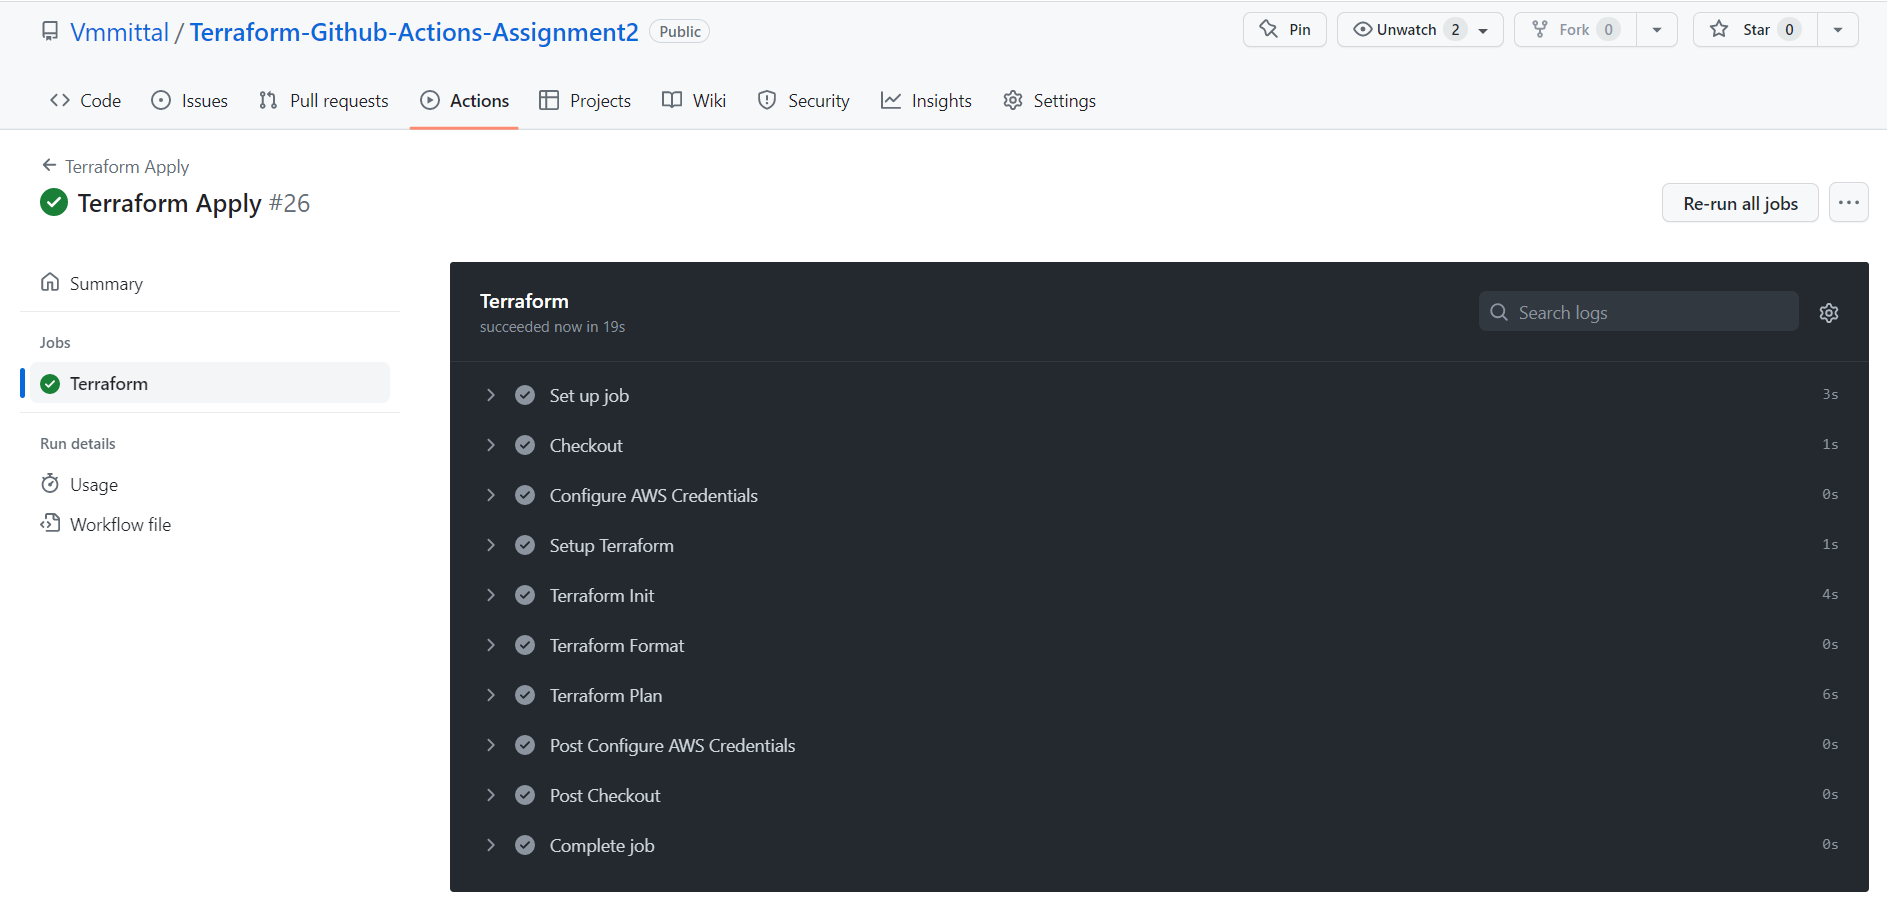 Vmmittal / Terraform-Github-Actions-Assignment2 Public Pin Unwatch 2 Fork 0 Star 0
Code Issues Pull requests Actions Projects Wiki Security Insights Settings
Terraform Apply
Terraform Apply #26
Re-run all jobs
Summary
Jobs
Terraform
Run details
Usage
Workflow file
Terraform
succeeded now in 19s
Search logs
Set up job 3s
Checkout 1s
Configure AWS Credentials 0s
Setup Terraform 1s
Terraform Init 4s
Terraform Format 0s
Terraform Plan 6s
Post Configure AWS Credentials 0s
Post Checkout 0s
Complete job 0s